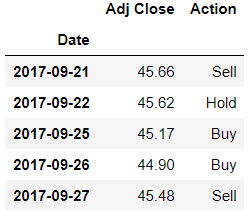 Adj Close Action
Date
2017-09-21 45.66 Sell
2017-09-22 45.62 Hold
2017-09-25 45.17 Buy
2017-09-26 44.90 Buy
2017-09-27 45.48 Sell